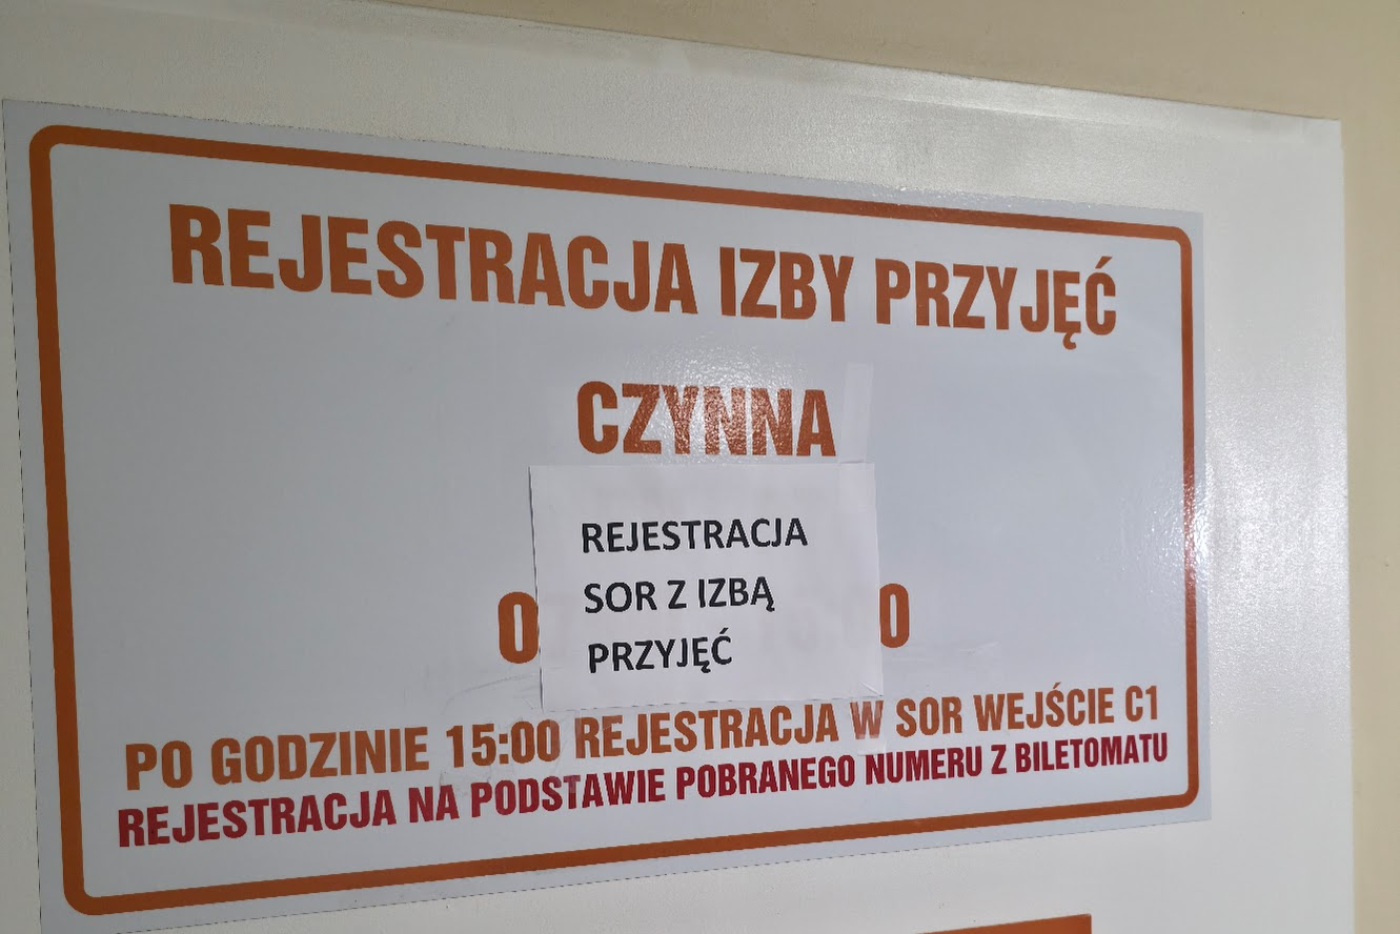 REJESTRACJA IZBY PRZYJĘĆ
CZYNNA
REJESTRACJA
SOR Z IZBĄ
PRZYJĘĆ
PO GODZINIE 15:00 REJESTRACJA W SOR WEJŚCIE C1
REJESTRACJA NA PODSTAWIE POBRANEGO NUMERU Z BILETOMATU